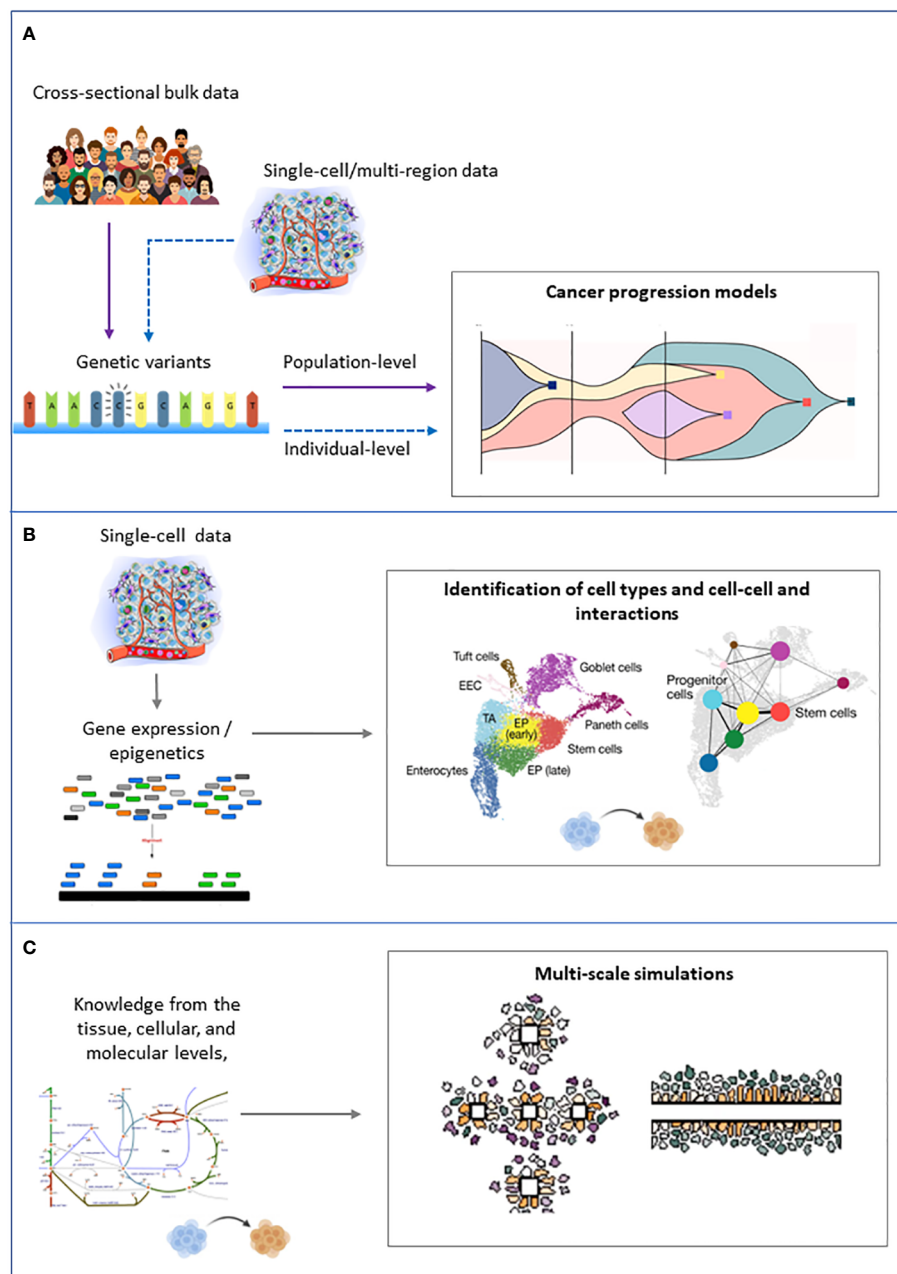 A
Cross-sectional bulk data
Single-cell/multi-region data
Genetic variants
T A A C C G C A G G T
Population-level
Individual-level
Cancer progression models
B
Single-cell data
Gene expression /
epigenetics
Identification of cell types and cell-cell and
interactions
Tuft cells
EEC
Goblet cells
TA
EP
(early)
Paneth cells
Stem cells
EP (late)
Enterocytes
Progenitor
cells
Stem cells
C
Knowledge from the
tissue, cellular, and
molecular levels,
Multi-scale simulations